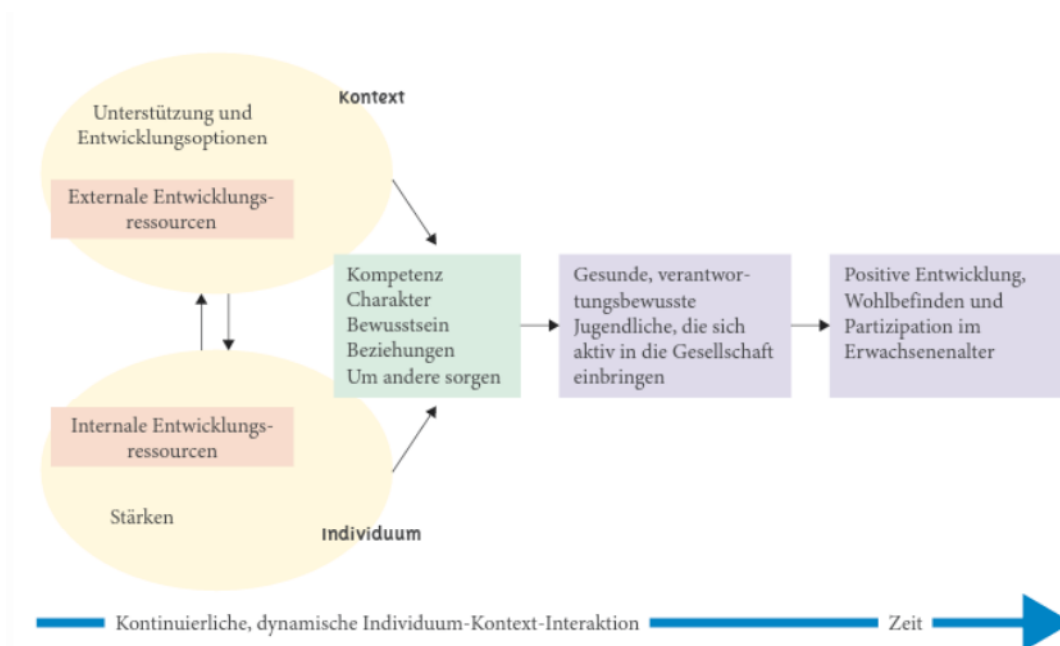 Kontext
Unterstützung und
Entwicklungsoptionen
Externale Entwicklungs-
ressourcen
Kompetenz
Charakter
Bewusstsein
Beziehungen
Um andere sorgen
Gesunde, verantwor-
tungsbewusste
Jugendliche, die sich
aktiv in die Gesellschaft
einbringen
Positive Entwicklung,
Wohlbefinden und
Partizipation im
Erwachsenenalter
Internale Entwicklungs-
ressourcen
Stärken
Individuum
Kontinuierliche, dynamische Individuum-Kontext-Interaktion
Zeit